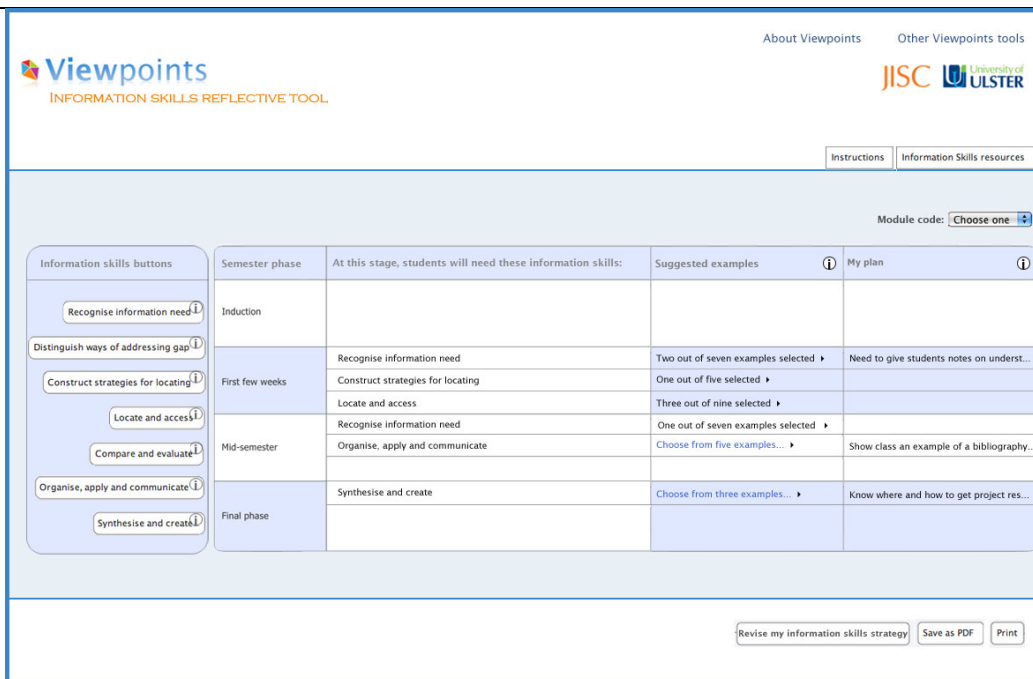 About Viewpoints Other Viewpoints tools
Viewpoints
INFORMATION SKILLS REFLECTIVE TOOL
JISC University of ULSTER
Instructions Information Skills resources
Module code: Choose one
Information skills buttons
Recognise information need
Distinguish ways of addressing gap
Construct strategies for locating
Locate and access
Compare and evaluate
Organise, apply and communicate
Synthesise and create
Semester phase At this stage, students will need these information skills: Suggested examples i My plan i
Induction
First few weeks
Recognise information need Two out of seven examples selected Need to give students notes on underst...
Construct strategies for locating One out of five selected
Locate and access Three out of nine selected
Mid-semester
Recognise information need One out of seven examples selected
Organise, apply and communicate Choose from five examples... Show class an example of a bibliography..
Final phase
Synthesise and create Choose from three examples... Know where and how to get project res...
Revise my information skills strategy Save as PDF Print